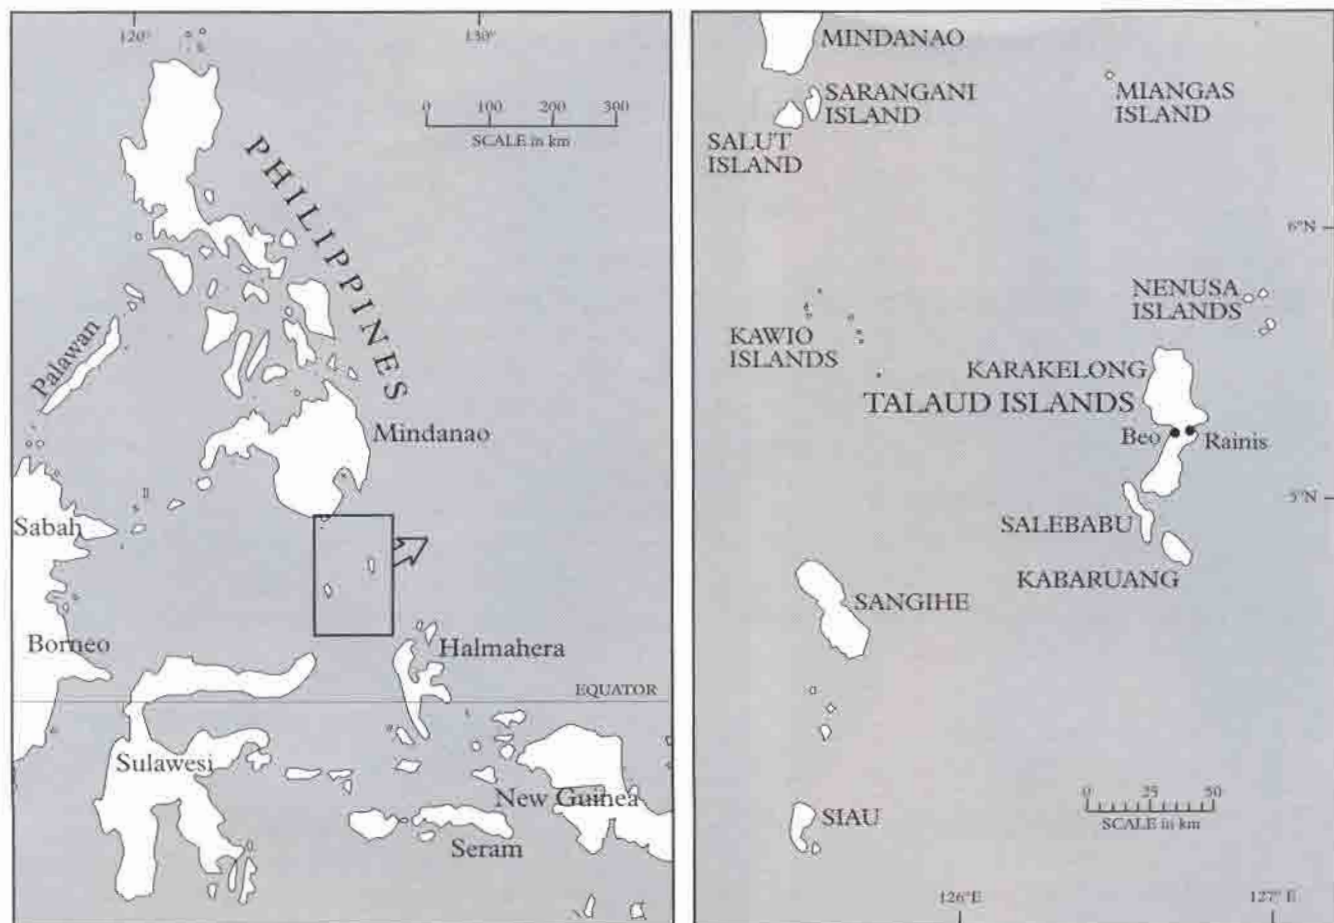 120°
130°
0 100 200 300
SCALE in km
PHILIPPINES
Palawan
Mindanao
Sabah
Borneo
Halmahera
EQUATOR
Sulawesi
New Guinea
Seram
MINDANAO
SARANGANI
ISLAND
MIANGAS
ISLAND
SALUT
ISLAND
6°N
NENUSA
ISLANDS
KAWIO
ISLANDS
KARAKELONG
TALAUD ISLANDS
Beo
Rainis
5°N
SALEBABU
KABARUANG
SANGIHE
0 25 50
SCALE in km
SIAU
126°E
127°E